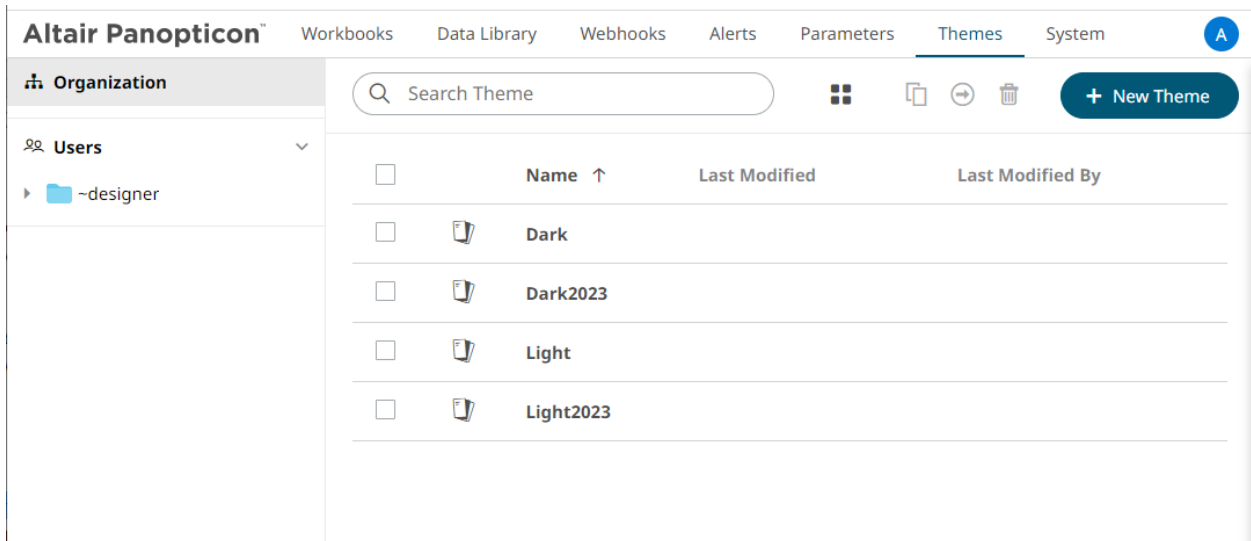 Altair Panopticon™ Workbooks Data Library Webhooks Alerts Parameters Themes System A
Organization
Search Theme
+ New Theme
Users
~designer
Name ↑ Last Modified Last Modified By
Dark
Dark2023
Light
Light2023